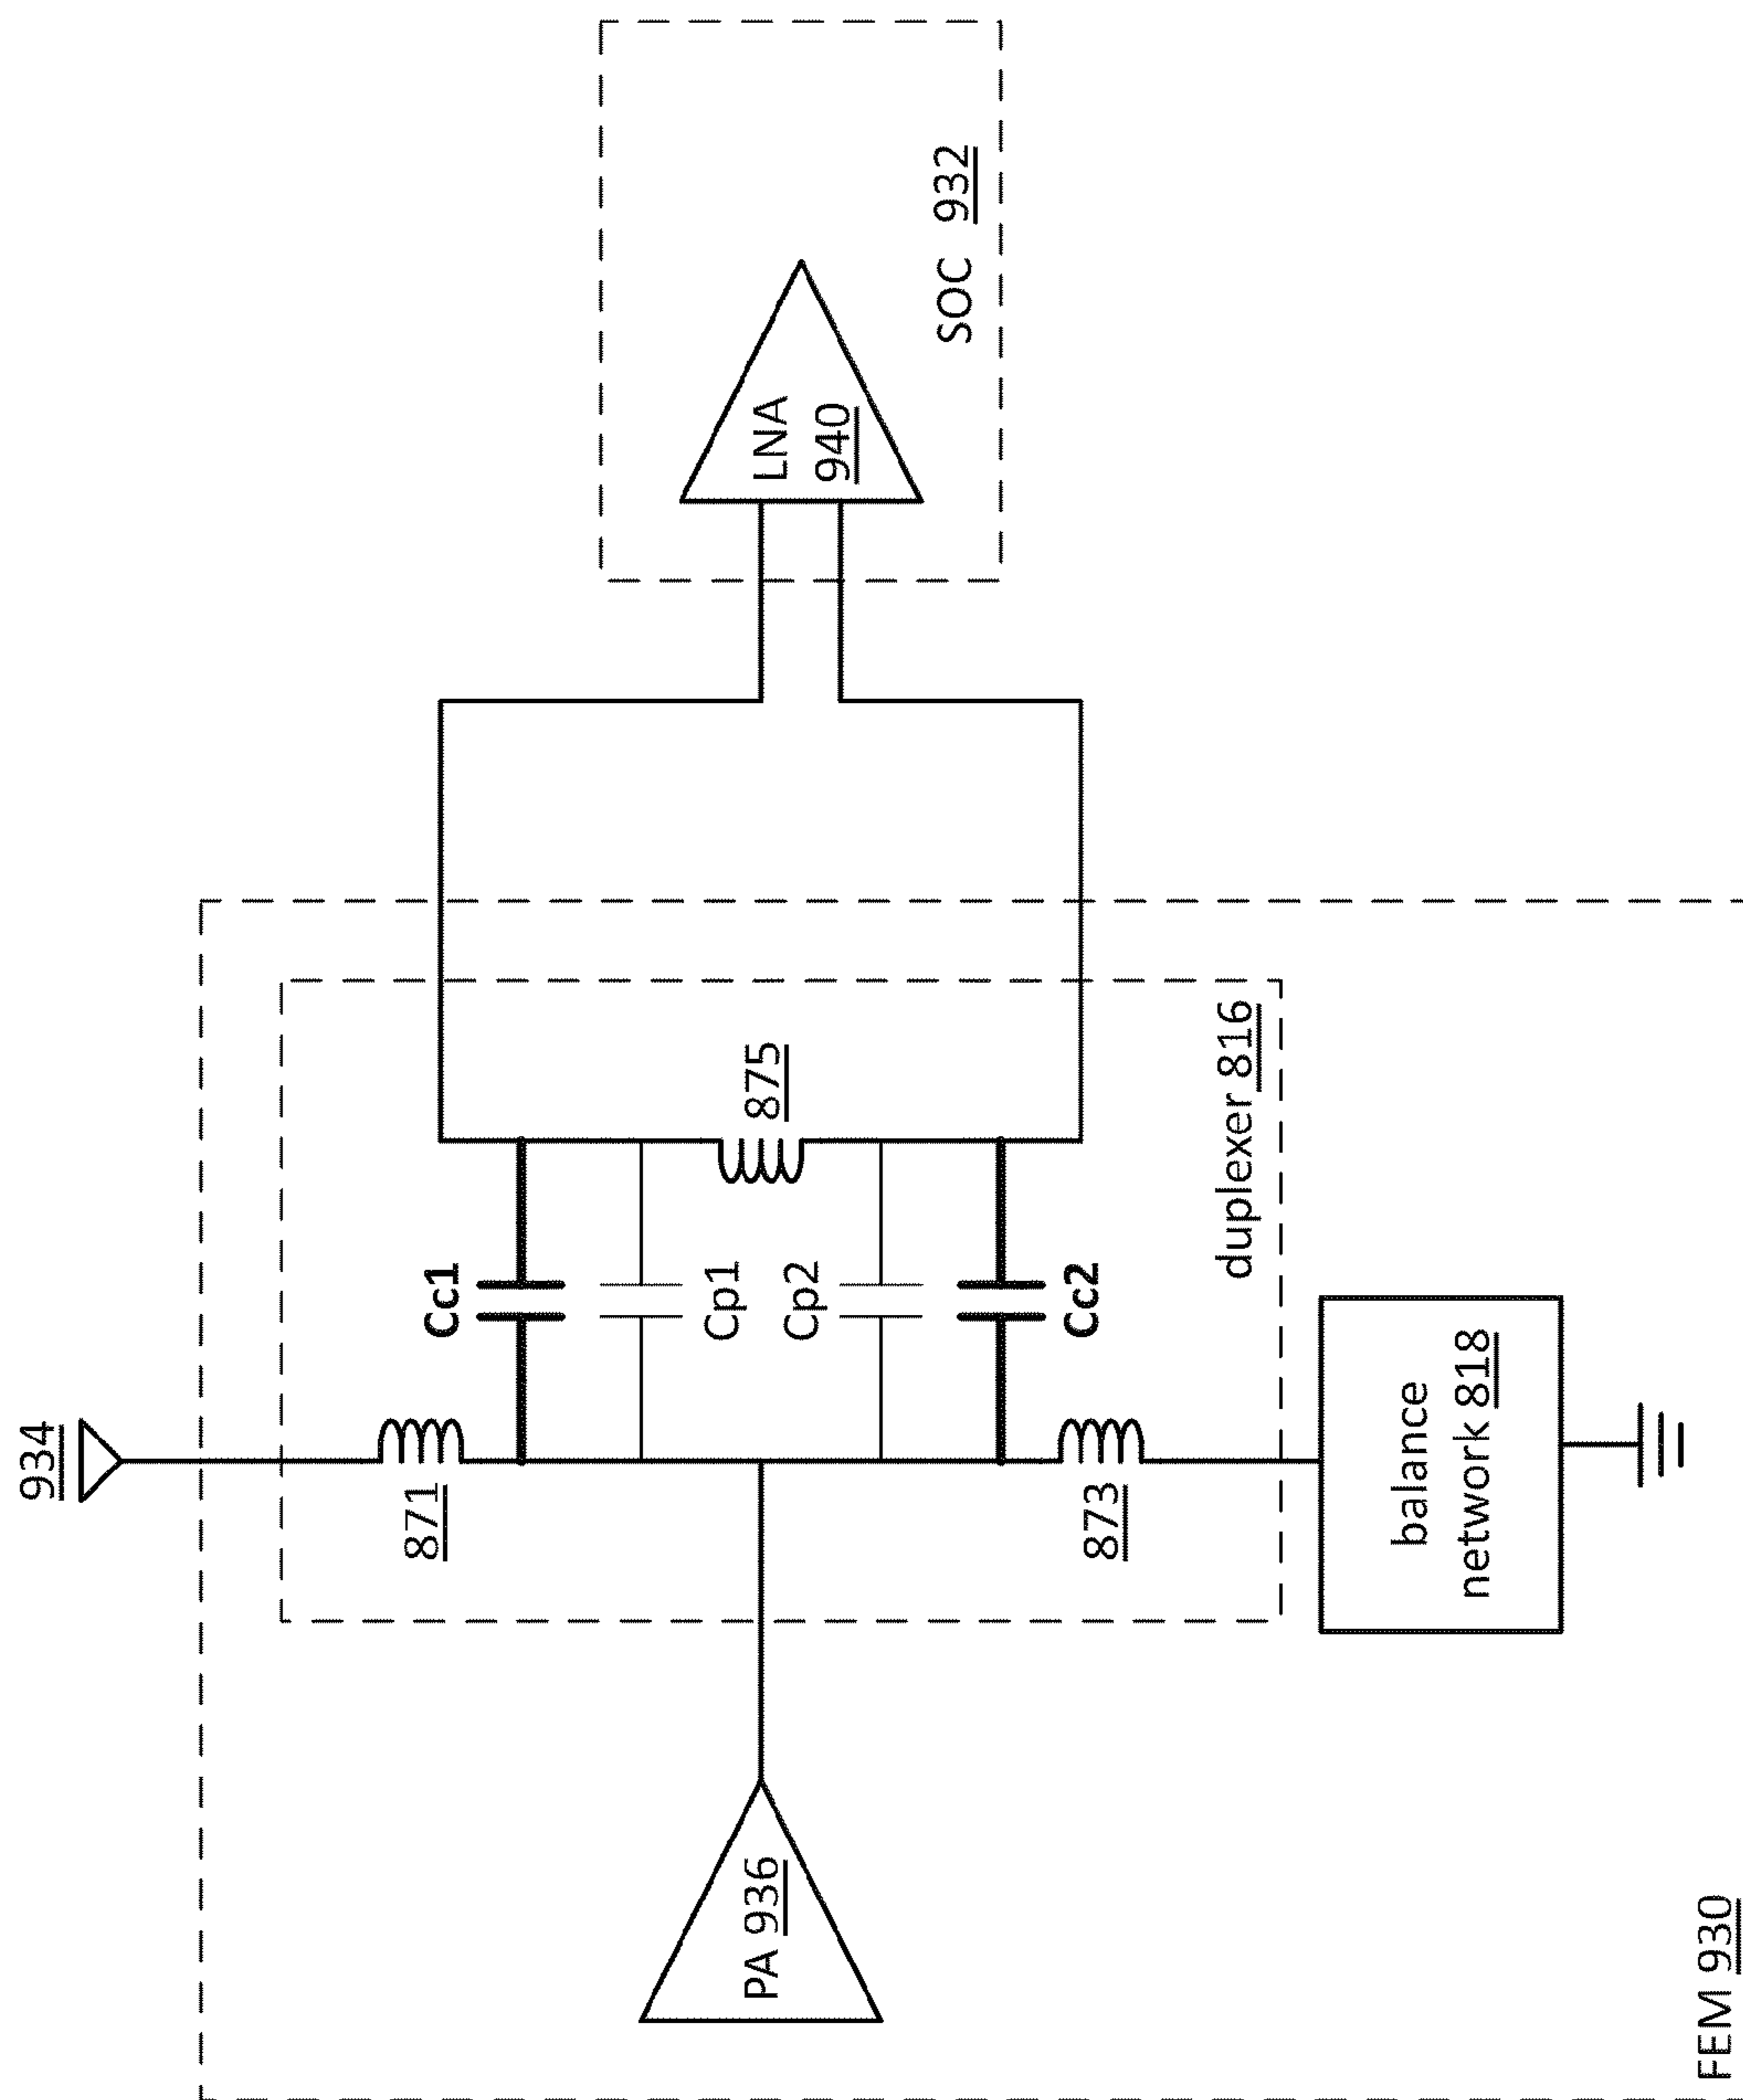 934
871
Cc1
Cp1
875
Cp2
Cc2
873
duplexer 816
balance
network 818
PA 936
FEM 930
LNA
940
SOC 932